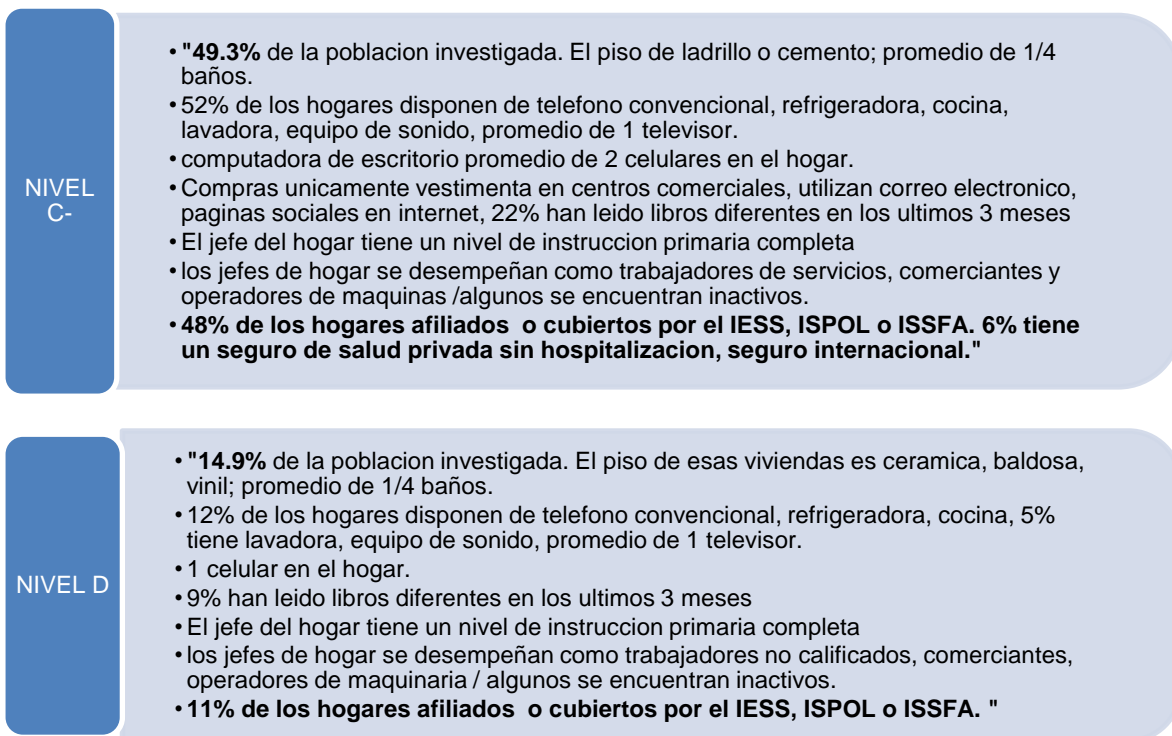 NIVEL
C-
• "49.3% de la poblacion investigada. El piso de ladrillo o cemento; promedio de 1/4
baños.
• 52% de los hogares disponen de telefono convencional, refrigeradora, cocina,
lavadora, equipo de sonido, promedio de 1 televisor.
• computadora de escritorio promedio de 2 celulares en el hogar.
• Compras unicamente vestimenta en centros comerciales, utilizan correo electronico,
paginas sociales en internet, 22% han leido libros diferentes en los ultimos 3 meses
• El jefe del hogar tiene un nivel de instruccion primaria completa
• los jefes de hogar se desempeñan como trabajadores de servicios, comerciantes y
operadores de maquinas /algunos se encuentran inactivos.
• 48% de los hogares afiliados o cubiertos por el IESS, ISPOL o ISSFA. 6% tiene
un seguro de salud privada sin hospitalizacion, seguro internacional."
NIVEL D
• "14.9% de la poblacion investigada. El piso de esas viviendas es ceramica, baldosa,
vinil; promedio de 1/4 baños.
• 12% de los hogares disponen de telefono convencional, refrigeradora, cocina, 5%
tiene lavadora, equipo de sonido, promedio de 1 televisor.
• 1 celular en el hogar.
• 9% han leido libros diferentes en los ultimos 3 meses
• El jefe del hogar tiene un nivel de instruccion primaria completa
• los jefes de hogar se desempeñan como trabajadores no calificados, comerciantes,
operadores de maquinaria / algunos se encuentran inactivos.
• 11% de los hogares afiliados o cubiertos por el IESS, ISPOL o ISSFA. "